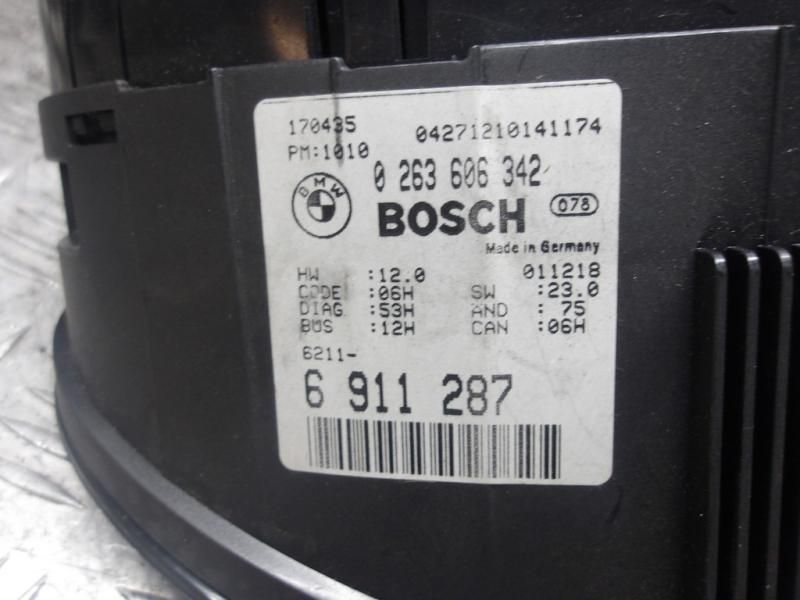 170435 04271210141174
PM:1010
0 263 606 342
BMW
BOSCH 078
Made in Germany
HW :12.0 011218
CODE :06H SW :23.0
DIAG :53H AND : 75
BUS :12H CAN :06H
6211-
6 911 287